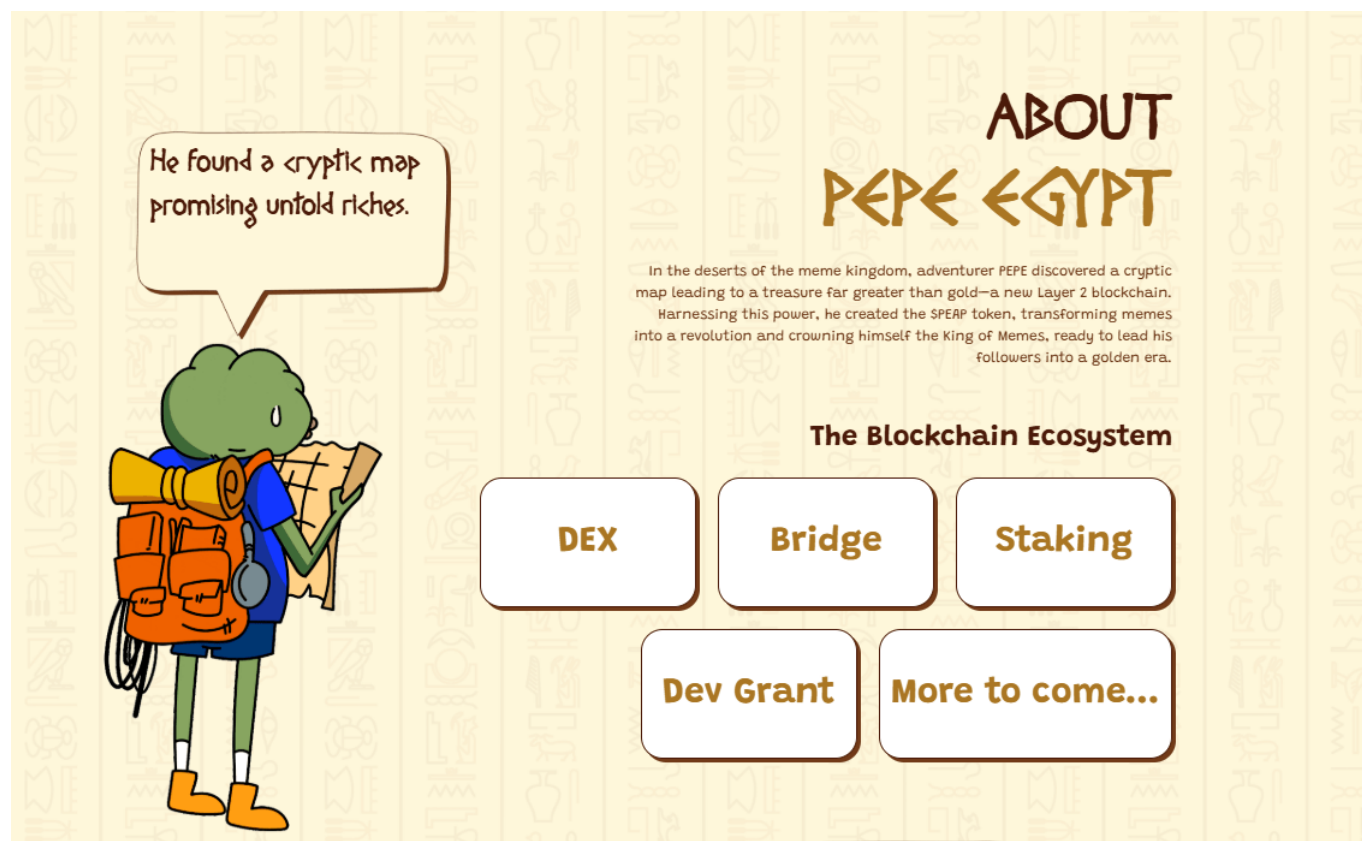 He found a cryptic map
promising untold riches.
ABOUT
PEPE EGYPT
In the deserts of the meme kingdom, adventurer PEPE discovered a cryptic
map leading to a treasure far greater than gold—a new Layer 2 blockchain.
Harnessing this power, he created the $PEAP token, transforming memes
into a revolution and crowning himself the King of Memes, ready to lead his
followers into a golden era.
The Blockchain Ecosystem
DEX
Bridge
Staking
Dev Grant
More to come...